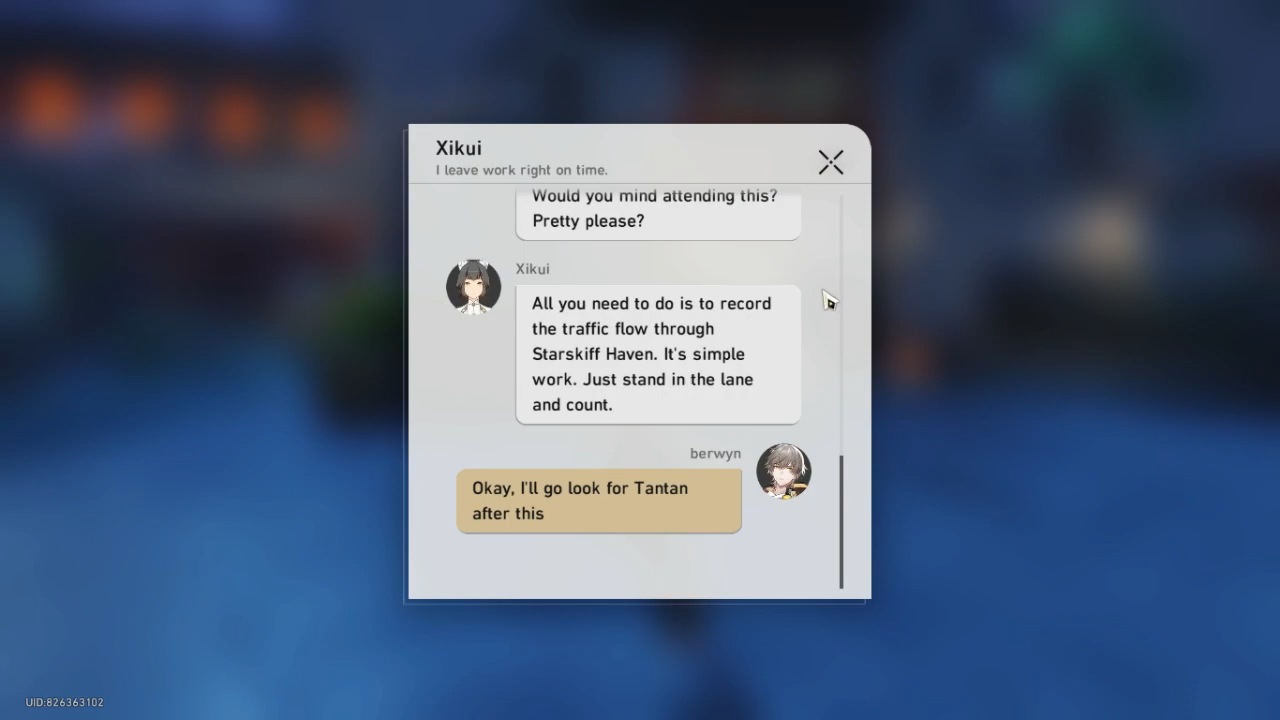 Xikui
I leave work right on time.
Would you mind attending this?
Pretty please?
Xikui
All you need to do is to record
the traffic flow through
Starskiff Haven. It's simple
work. Just stand in the lane
and count.
berwyn
Okay, I'll go look for Tantan
after this
UID:826363102